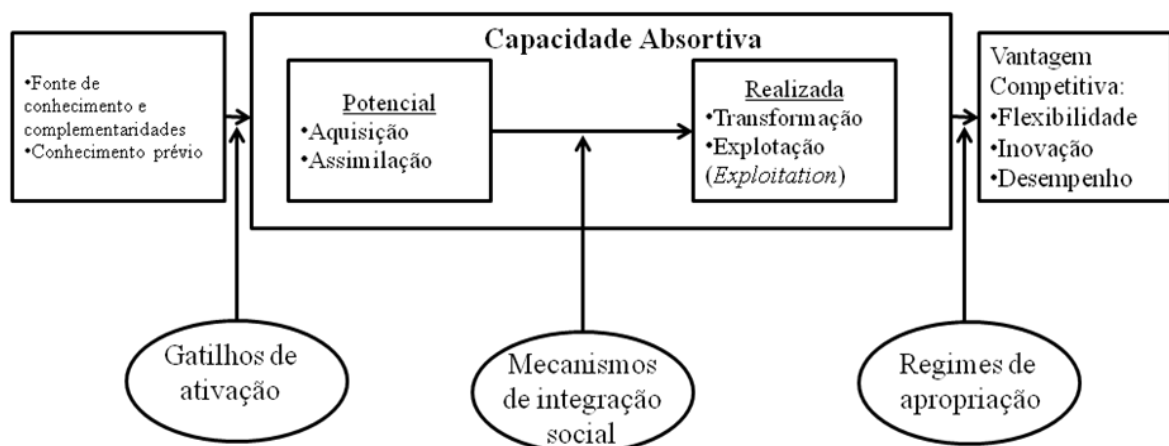 •Fonte de
conhecimento e
complementaridades
•Conhecimento prévio
Capacidade Absortiva
Potencial
•Aquisição
•Assimilação
Realizada
•Transformação
•Explotação
(Exploitation)
Vantagem
Competitiva:
•Flexibilidade
•Inovação
•Desempenho
Gatilhos de
ativação
Mecanismos
de integração
social
Regimes de
apropriação